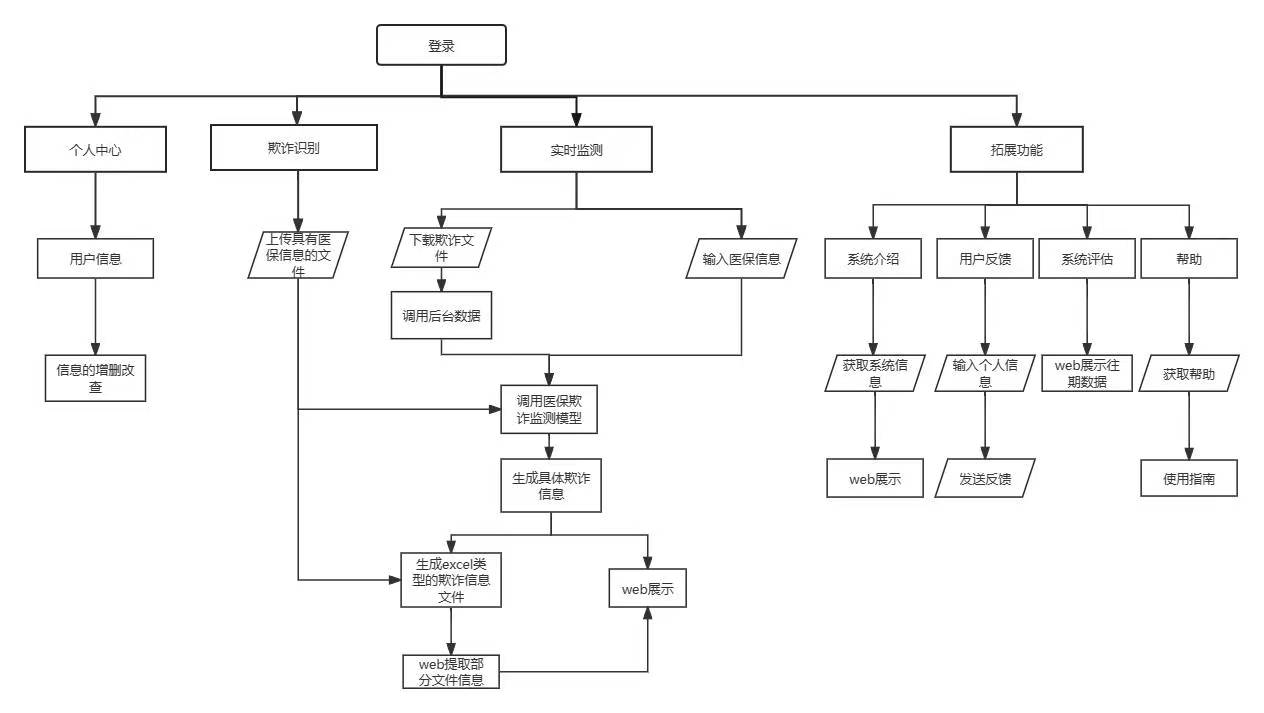 登录
个人中心
欺诈识别
实时监测
拓展功能
用户信息
上传具有医
保信息的文
件
下载欺诈文
件
输入医保信息
系统介绍
用户反馈
系统评估
帮助
调用后台数据
信息的增删改
查
获取系统信
息
输入个人信
息
web展示往
期数据
获取帮助
调用医保欺
诈监测模型
生成具体欺诈
信息
web展示
发送反馈
使用指南
生成excel类
型的欺诈信息
文件
web展示
web提取部
分文件信息